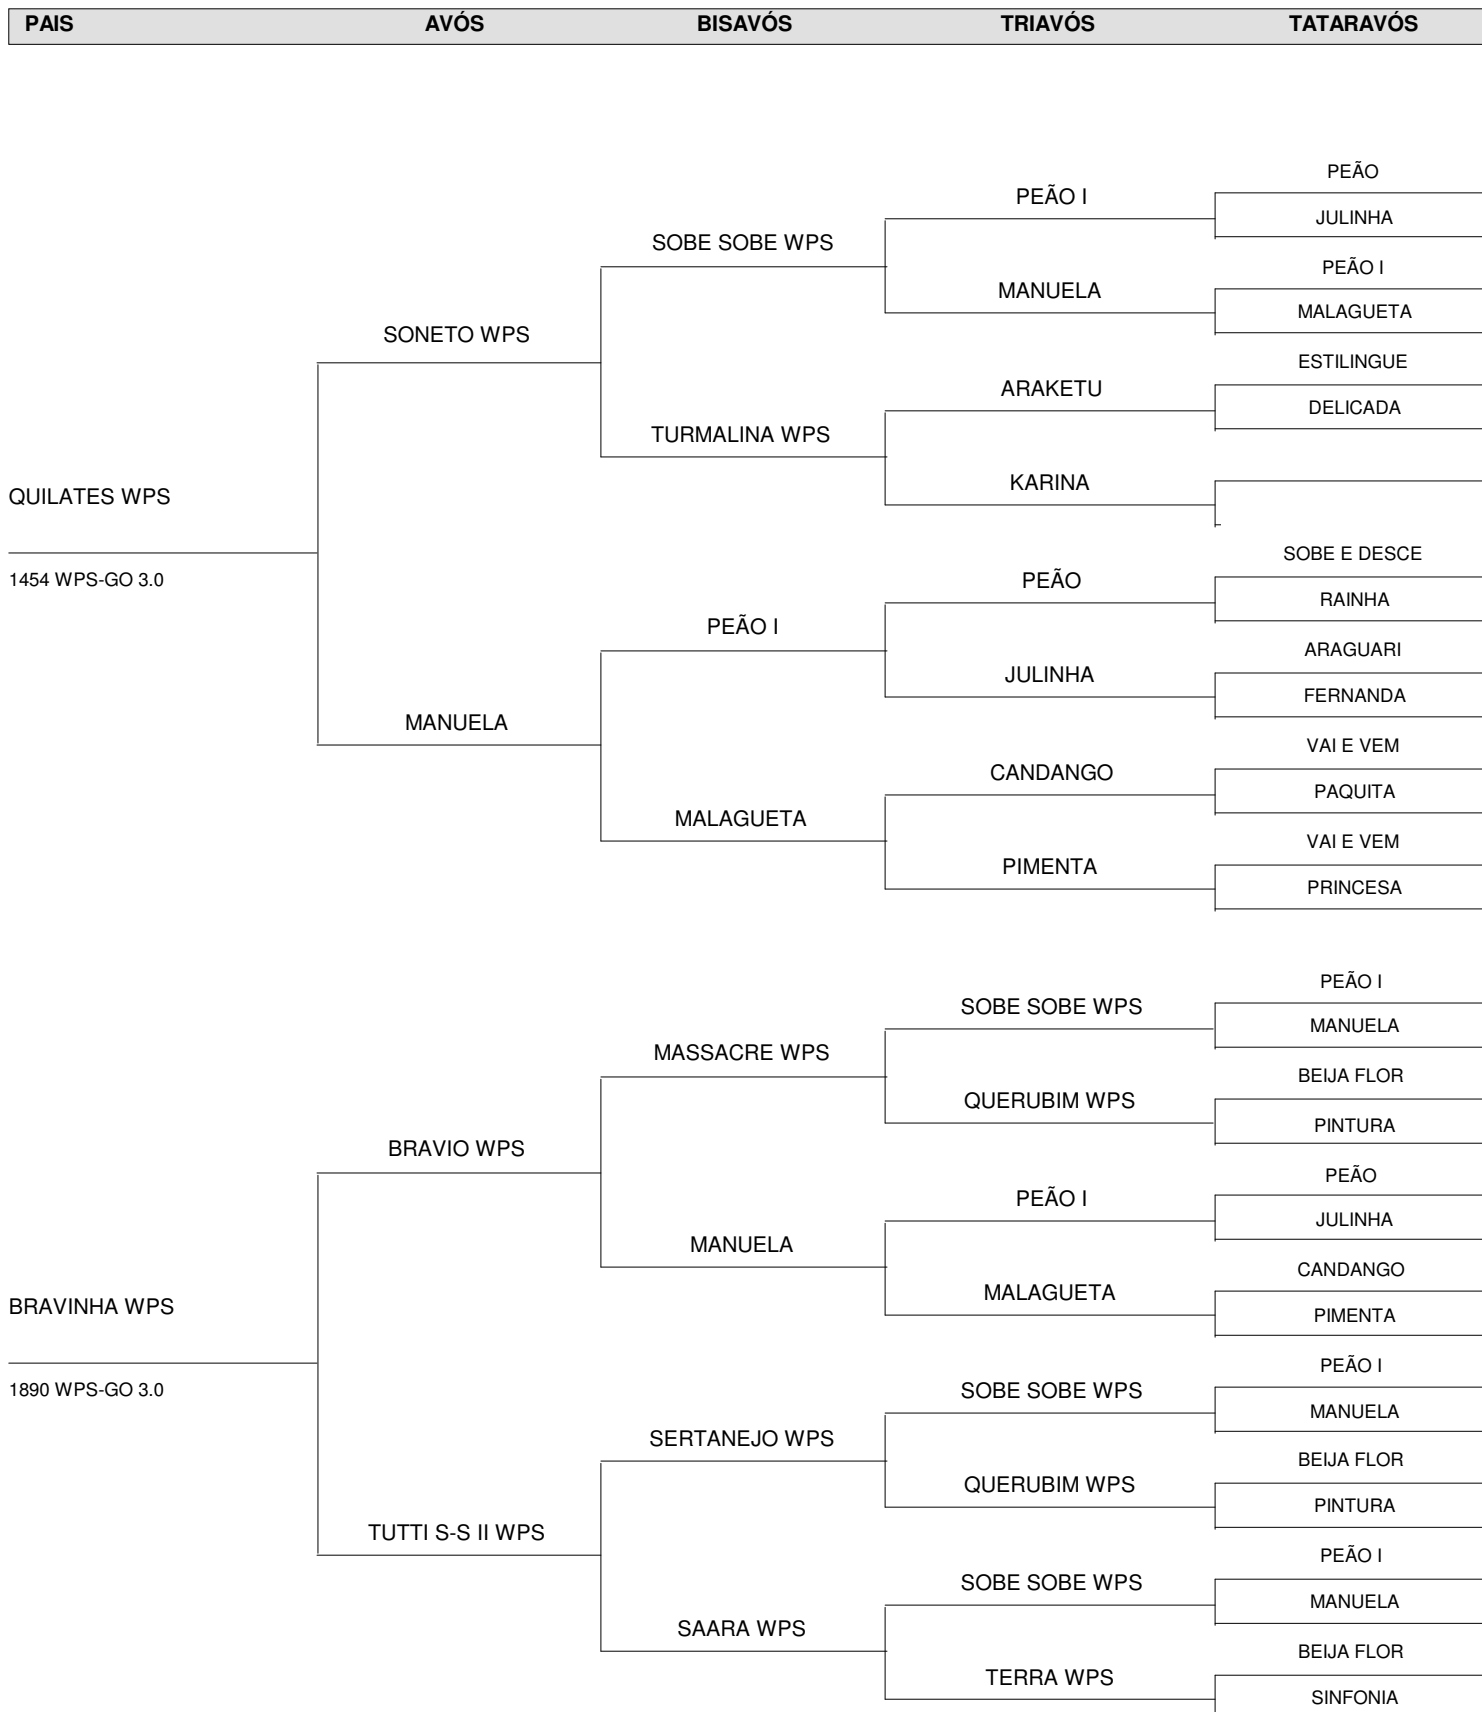 PAIS AVÓS BISAVÓS TRIAVÓS TATARAVÓS
PEÃO
PEÃO I
JULINHA
SOBE SOBE WPS
PEÃO I
MANUELA
MALAGUETA
SONETO WPS
ESTILINGUE
ARAKETU
DELICADA
TURMALINA WPS
KARINA
QUILATES WPS
SOBE E DESCE
1454 WPS-GO 3.0
PEÃO
RAINHA
PEÃO I
ARAGUARI
JULINHA
FERNANDA
MANUELA
VAI E VEM
CANDANGO
PAQUITA
MALAGUETA
VAI E VEM
PIMENTA
PRINCESA
PEÃO I
SOBE SOBE WPS
MANUELA
MASSACRE WPS
BEIJA FLOR
QUERUBIM WPS
PINTURA
BRAVIO WPS
PEÃO
PEÃO I
JULINHA
MANUELA
CANDANGO
MALAGUETA
BRAVINHA WPS
PIMENTA
PEÃO I
1890 WPS-GO 3.0
SOBE SOBE WPS
MANUELA
SERTANEJO WPS
BEIJA FLOR
QUERUBIM WPS
PINTURA
TUTTI S-S II WPS
PEÃO I
SOBE SOBE WPS
MANUELA
SAARA WPS
BEIJA FLOR
TERRA WPS
SINFONIA